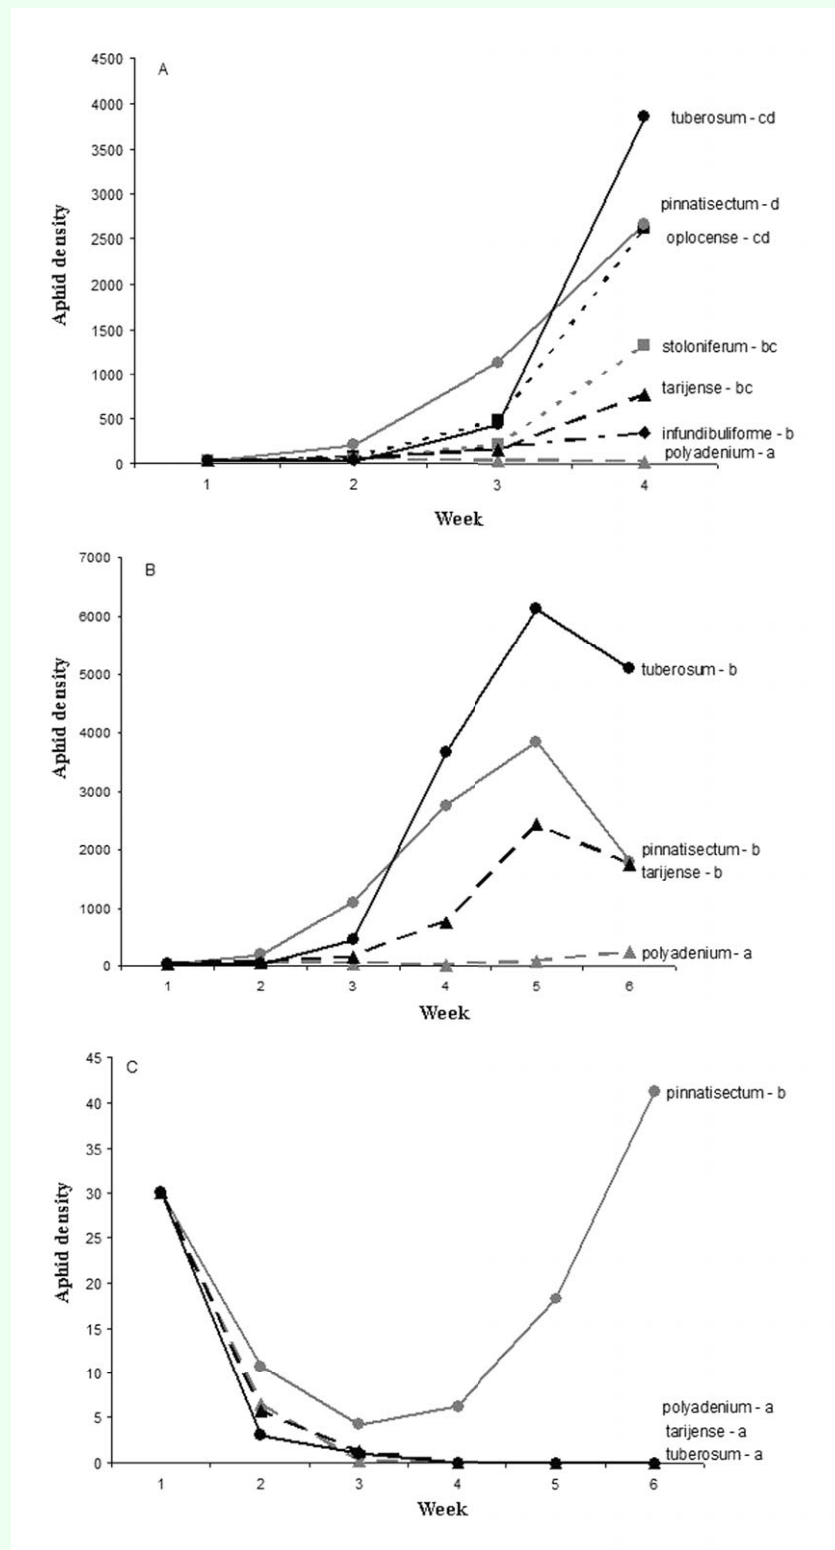 A
4500
4000
3500
3000
2500
2000
1500
1000
500
0
Aphid density
tuberosum - cd
pinnatisectum - d
oplocense - cd
stoloniferum - bc
tarijense - bc
infundibuliforme - b
polyadenium - a
1 2 3 4
Week
B
7000
6000
5000
4000
3000
2000
1000
0
Aphid density
tuberosum - b
pinnatisectum - b
tarijense - b
polyadenium - a
1 2 3 4 5 6
Week
C
45
40
35
30
25
20
15
10
5
0
Aphid density
pinnatisectum - b
polyadenium - a
tarijense - a
tuberosum - a
1 2 3 4 5 6
Week